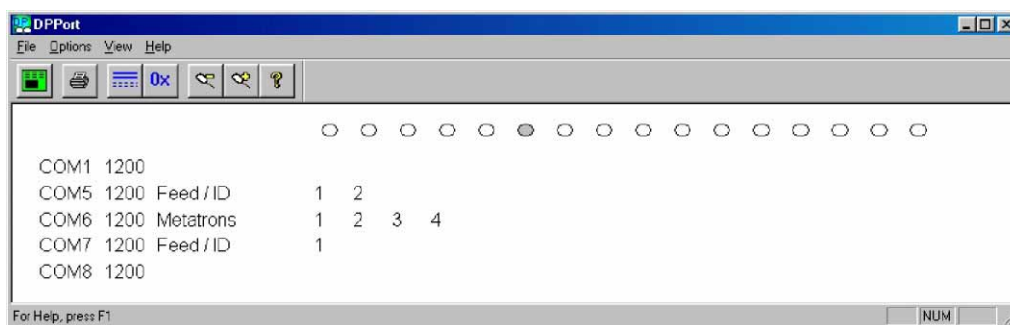 DPPort
File Options View Help
0x ?
COM1 1200
COM5 1200 Feed / ID 1 2
COM6 1200 Metatrons 1 2 3 4
COM7 1200 Feed / ID 1
COM8 1200
For Help, press F1 NUM